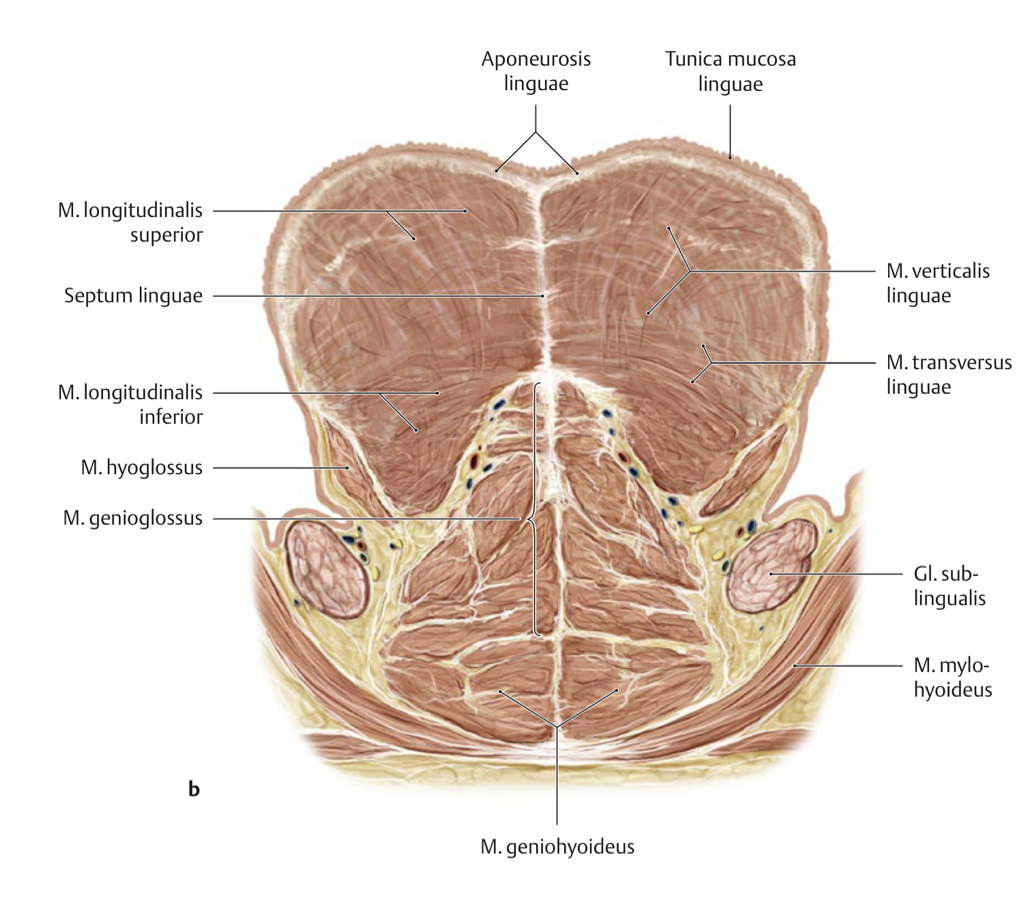 Aponeurosis
linguae
Tunica mucosa
linguae
M. longitudinalis
superior
Septum linguae
M. longitudinalis
inferior
M. hyoglossus
M. genioglossus
M. verticalis
linguae
M. transversus
linguae
Gl. sub-
lingualis
M. mylo-
hyoideus
b
M. geniohyoideus